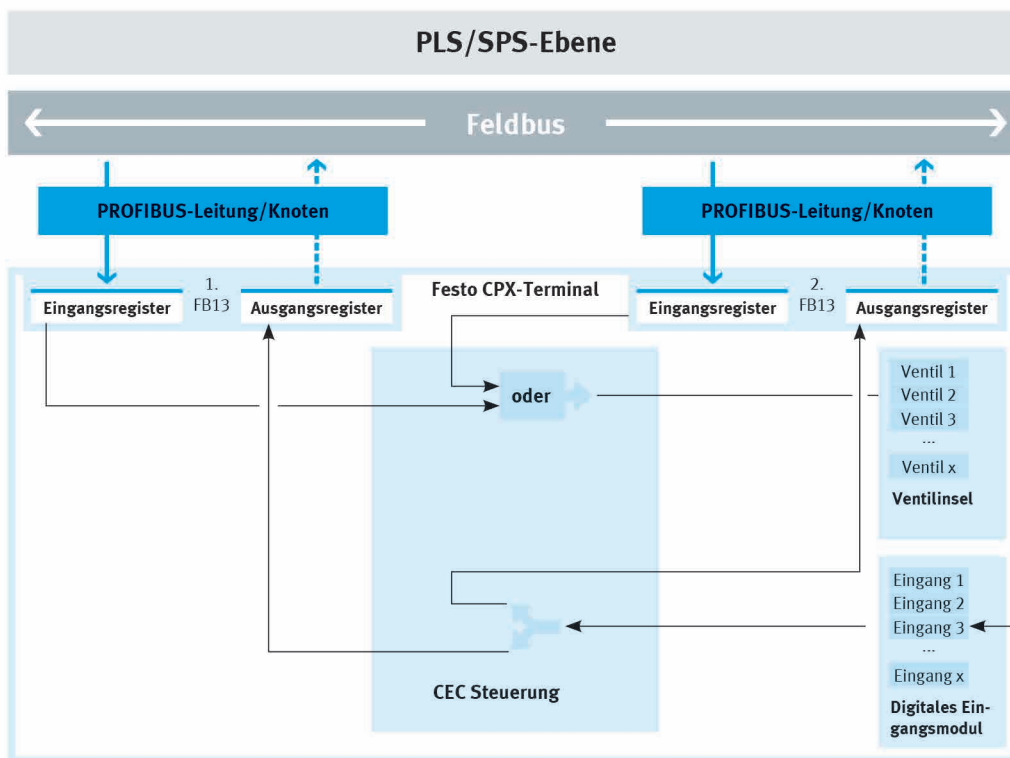 PLS/SPS-Ebene
Feldbus
PROFIBUS-Leitung/Knoten
PROFIBUS-Leitung/Knoten
Eingangsregister
1.
FB13
Ausgangsregister
Festo CPX-Terminal
Eingangsregister
2.
FB13
Ausgangsregister
oder
Ventil 1
Ventil 2
Ventil 3
...
Ventil x
Ventilinsel
Eingang 1
Eingang 2
Eingang 3
...
Eingang x
Digitales Ein-
gangsmodul
CEC Steuerung